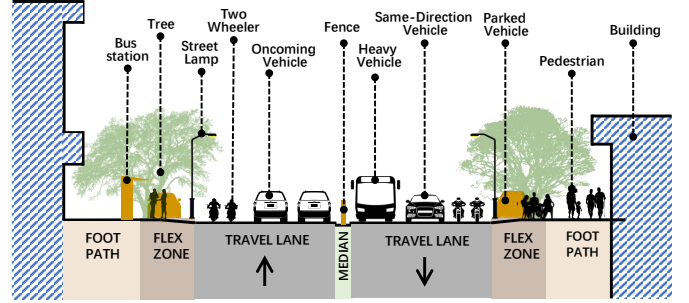 Bus
station
Tree
Street
Lamp
Two
Wheeler
Oncoming
Vehicle
Fence
Heavy
Vehicle
Same-Direction
Vehicle
Parked
Vehicle
Pedestrian
Building
FOOT
PATH
FLEX
ZONE
TRAVEL LANE
MEDIAN
TRAVEL LANE
FLEX
ZONE
FOOT
PATH